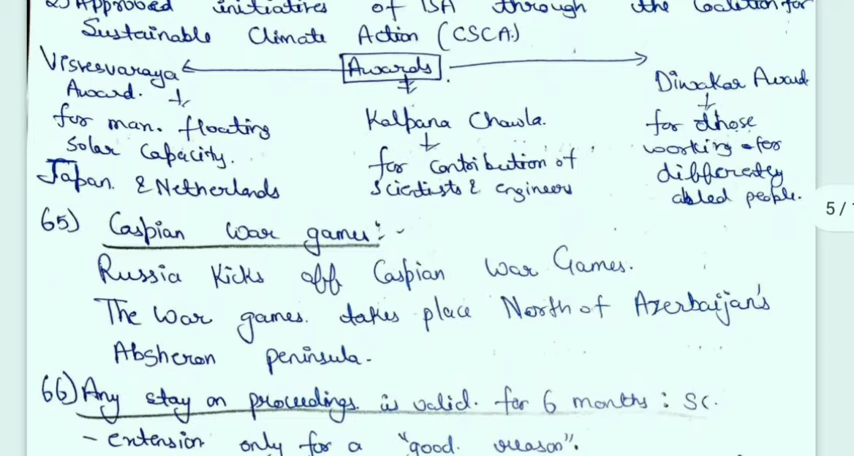 2) Approved initiatives of ISA through the Coalition for
Sustainable Climate Action (CSCA)
Awards
Visvesvaraya
Award.
for man. floating
Solar Capacity.
Japan & Netherlands
Kalpana Chawla.
for contribution of
Scientists & engineers
Diwakar Award
for those
working for
differently
abled people.
65) Caspian War games:-
Russia Kicks off Caspian War Games.
The War games takes place North of Azerbaijan's
Absheron peninsula.
66) Any stay on proceedings is valid for 6 months: SC.
- extension only for a "good reason".
5/